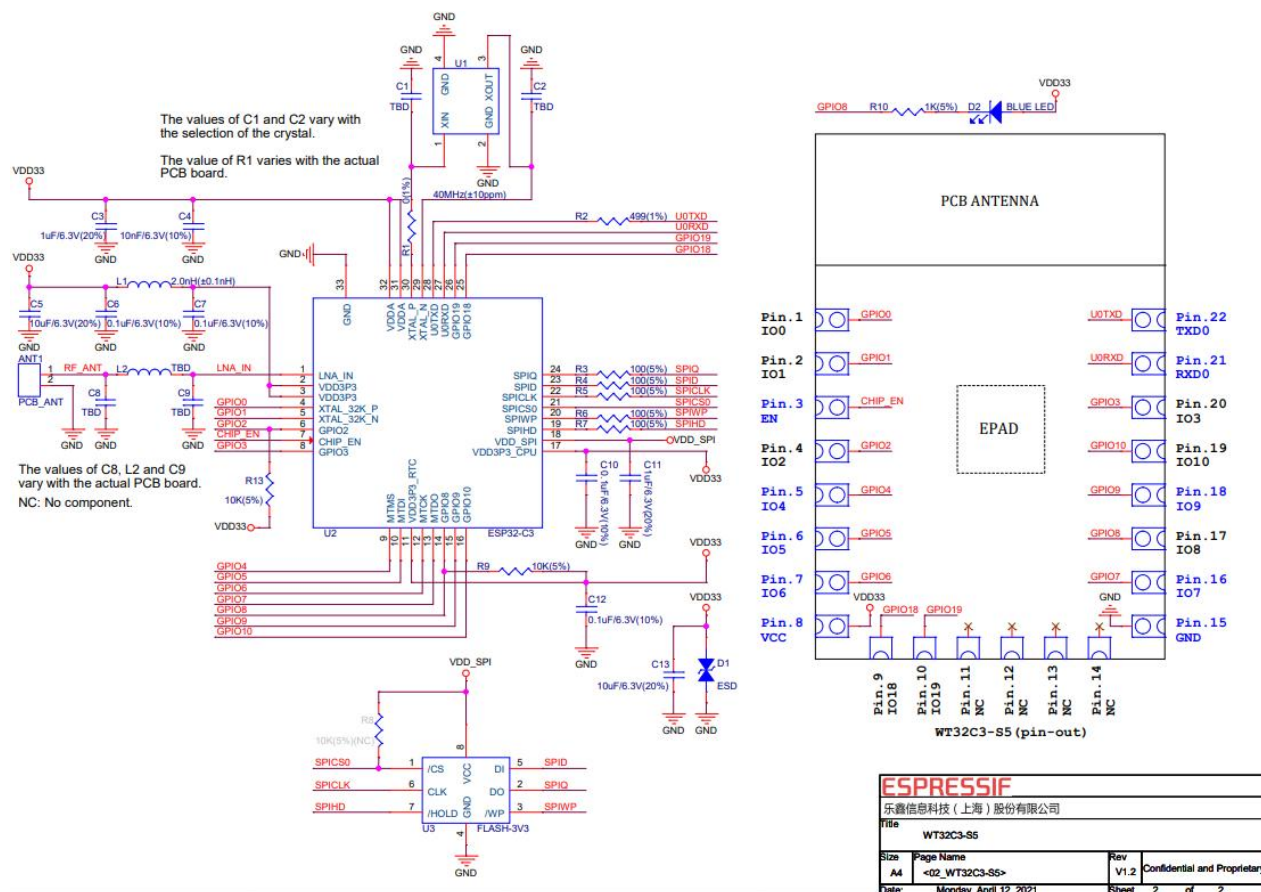 GND
GND
GND
4
3
U1
C1
TBD
GND
XOUT
XIN
GND
C2
TBD
1
2
GND
The values of C1 and C2 vary with
the selection of the crystal.
The value of R1 varies with the actual
PCB board.
VDD33
C3
1uF/6.3V(20%)
GND
C4
10nF/6.3V(10%)
GND
0(1%)
R1
40MHz(±10ppm)
R2
499(1%)
U0TXD
U0RXD
GPIO19
GPIO18
GND
VDD33
L1
2.0nH(±0.1nH)
C5
10uF/6.3V(20%)
GND
C6
0.1uF/6.3V(10%)
GND
C7
0.1uF/6.3V(10%)
GND
33
32
31
30
29
28
27
26
25
GND
VDDA
VDDA
XTAL_P
XTAL_N
U0TXD
U0RXD
GPIO19
GPIO18
ANT1
1
2
PCB_ANT
RF_ANT
L2
TBD
LNA_IN
C8
TBD
C9
TBD
GND
GND
GND
GPIO0
GPIO1
GPIO2
CHIP_EN
GPIO3
1 LNA_IN
2 VDD3P3
3 VDD3P3
4 XTAL_32K_P
5 XTAL_32K_N
6 GPIO2
7 CHIP_EN
8 GPIO3
SPIQ 24 R3 100(5%) SPIQ
SPID 23 R4 100(5%) SPID
SPICLK 22 R5 100(5%) SPICLK
SPICS0 21 SPICS0
SPIWP 20 R6 100(5%) SPIWP
SPIHD 19 R7 100(5%) SPIHD
VDD_SPI 18 VDD_SPI
VDD3P3_CPU 17
VDD33
The values of C8, L2 and C9
vary with the actual PCB board.
NC: No component.
R13
10K(5%)
VDD33
C10
0.1uF/6.3V(10%)
GND
C11
1uF/6.3V(20%)
GND
MTMS
MTDI
VDD3P3_RTC
MTCK
MTDO
GPIO8
GPIO9
GPIO10
U2
ESP32-C3
9
10
11
12
13
14
15
16
GPIO4
GPIO5
GPIO6
GPIO7
GPIO8
GPIO9
GPIO10
R9
10K(5%)
VDD33
C12
0.1uF/6.3V(10%)
GND
VDD33
C13
10uF/6.3V(20%)
D1
ESD
GND
GND
VDD_SPI
R8
10K(5%)(NC)
8
SPICS0 1 /CS
SPICLK 6 CLK
SPIHD 7 /HOLD
VCC
GND
DI 5 SPID
DO 2 SPIQ
/WP 3 SPIWP
U3
FLASH-3V3
4
GND
VDD33
GPIO8
R10
1K(5%)
D2
BLUE LED
PCB ANTENNA
EPAD
Pin.1
IO0
GPIO0
Pin.2
IO1
GPIO1
Pin.3
EN
CHIP_EN
Pin.4
IO2
GPIO2
Pin.5
IO4
GPIO4
Pin.6
IO5
GPIO5
Pin.7
IO6
GPIO6
Pin.8
VCC
VDD33
U0TXD
Pin.22
TXD0
U0RXD
Pin.21
RXD0
GPIO3
Pin.20
IO3
GPIO10
Pin.19
IO10
GPIO9
Pin.18
IO9
GPIO8
Pin.17
IO8
GPIO7
Pin.16
IO7
GND
Pin.15
GND
GPIO18
GPIO19
Pin.9
IO18
Pin.10
IO19
Pin.11
NC
Pin.12
NC
Pin.13
NC
Pin.14
NC
WT32C3-S5(pin-out)
ESPRESSIF
乐鑫信息科技（上海）股份有限公司
Title
WT32C3-S5
Size
A4
Page Name
<02_WT32C3-S5>
Rev
V1.2
Confidential and Proprietary
Date: Monday, April 12, 2021
Sheet 2 of 2